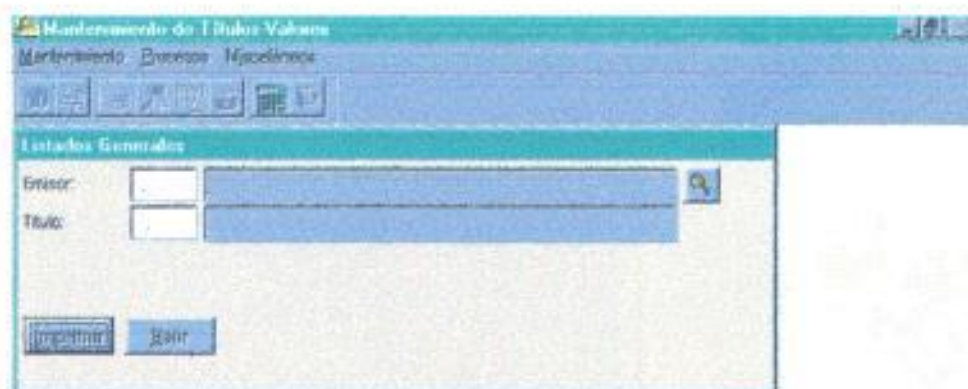 Mantenimiento de Títulos Valores
Mantenimiento Procesos Misceláneos
Listados Generales
Emisor:
Título:
Imprimir Salir